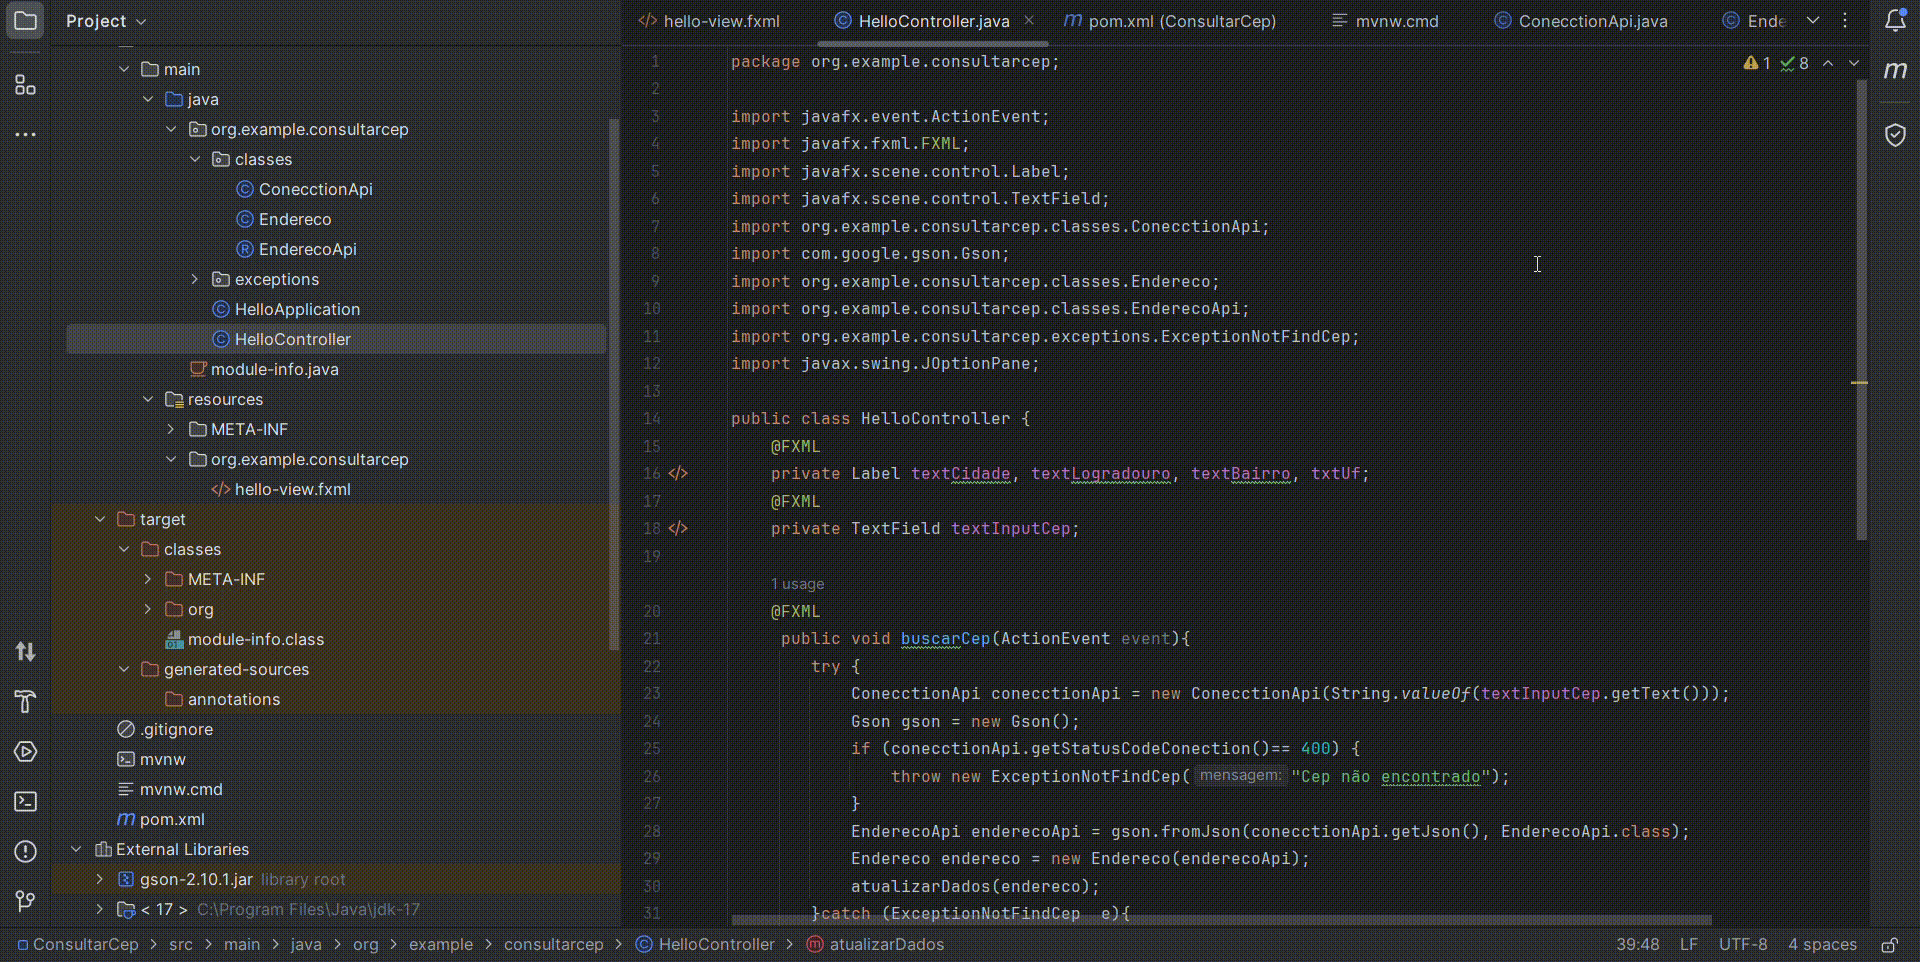 Project
hello-view.fxml
HelloController.java
pom.xml (ConsultarCep)
mvnw.cmd
ConecctionApi.java
Ende
main
java
org.example.consultarcep
classes
ConecctionApi
Endereco
EnderecoApi
exceptions
HelloApplication
HelloController
module-info.java
resources
META-INF
org.example.consultarcep
hello-view.fxml
target
classes
META-INF
org
module-info.class
generated-sources
annotations
.gitignore
mvnw
mvnw.cmd
pom.xml
External Libraries
gson-2.10.1.jar library root
< 17 > C:\Program Files\Java\jdk-17
1 8
1 package org.example.consultarcep;
2
3 import javafx.event.ActionEvent;
4 import javafx.fxml.FXML;
5 import javafx.scene.control.Label;
6 import javafx.scene.control.TextField;
7 import org.example.consultarcep.classes.ConecctionApi;
8 import com.google.gson.Gson;
9 import org.example.consultarcep.classes.Endereco;
10 import org.example.consultarcep.classes.EnderecoApi;
11 import org.example.consultarcep.exceptions.ExceptionNotFindCep;
12 import javax.swing.JOptionPane;
13
14 public class HelloController {
15 @FXML
16 private Label textCidade, textLogradouro, textBairro, txtUf;
17 @FXML
18 private TextField textInputCep;
19
1 usage
20 @FXML
21 public void buscarCep(ActionEvent event){
22 try {
23 ConecctionApi conecctionApi = new ConecctionApi(String.valueOf(textInputCep.getText()));
24 Gson gson = new Gson();
25 if (conecctionApi.getStatusCodeConection()== 400) {
26 throw new ExceptionNotFindCep( mensagem: "Cep não encontrado");
27 }
28 EnderecoApi enderecoApi = gson.fromJson(conecctionApi.getJson(), EnderecoApi.class);
29 Endereco endereco = new Endereco(enderecoApi);
30 atualizarDados(endereco);
31 }catch (ExceptionNotFindCep e){
ConsultarCep > src > main > java > org > example > consultarcep > HelloController > atualizarDados
39:48 LF UTF-8 4 spaces